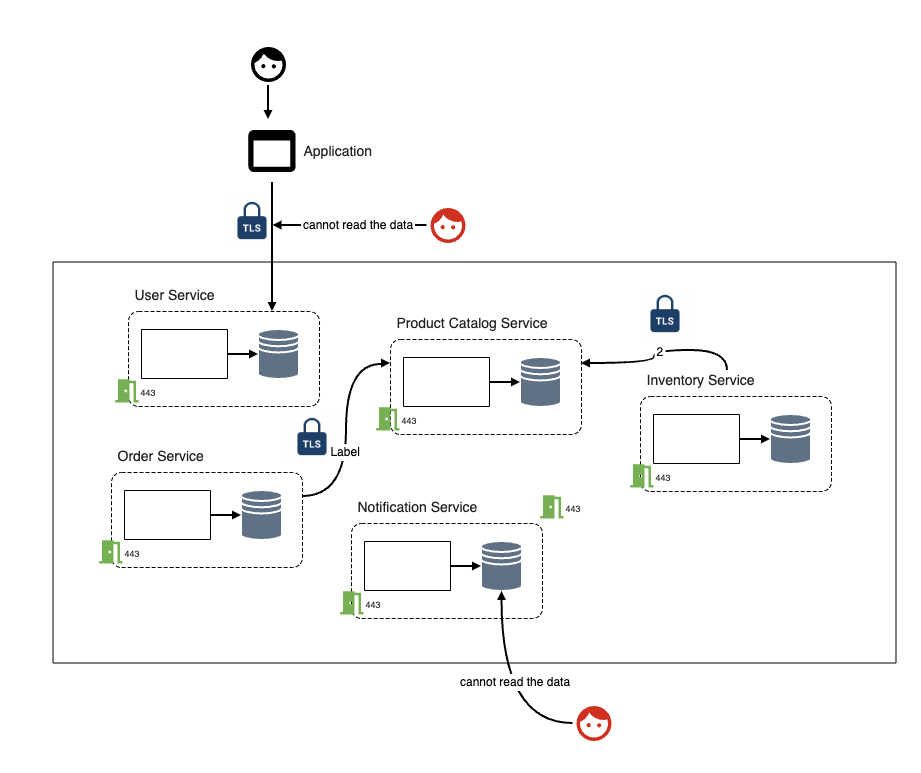 Application
TLS
cannot read the data
User Service
443
Product Catalog Service
443
TLS
2
Inventory Service
443
TLS
Label
Order Service
443
Notification Service
443
443
cannot read the data